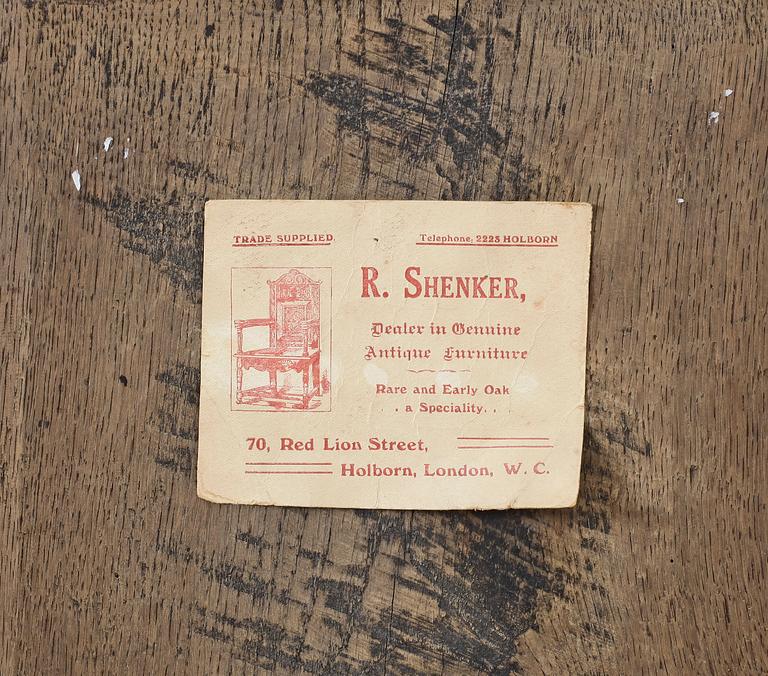 TRADE SUPPLIED.
Telephone: 2225 HOLBORN
R. SHENKER,
Dealer in Genuine
Antique Furniture
Rare and Early Oak
. . a Speciality. . .
70, Red Lion Street,
Holborn, London, W. C.